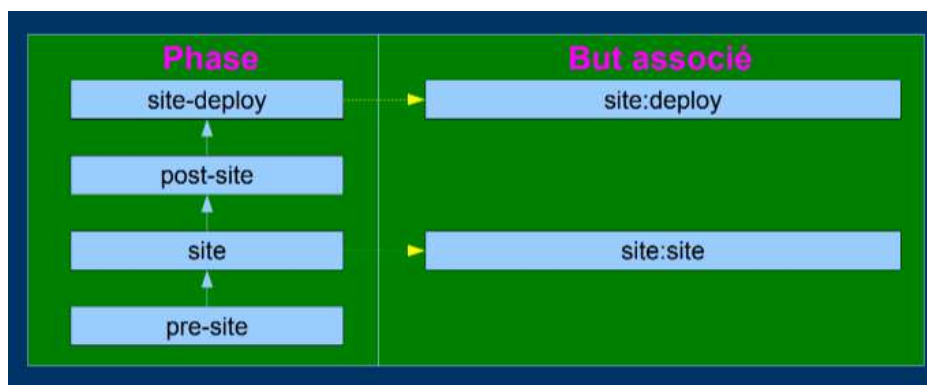 Phase
But associé
site-deploy
site:deploy
post-site
site
site:site
pre-site